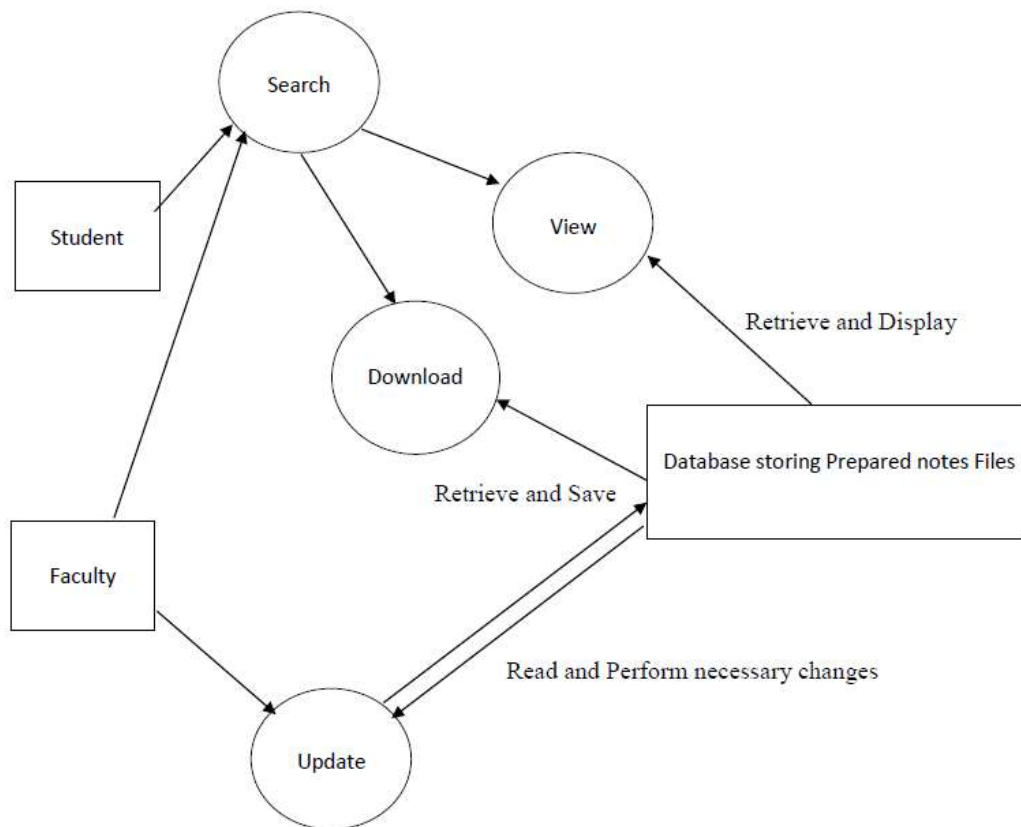 Search
Student
View
Retrieve and Display
Download
Database storing Prepared notes Files
Retrieve and Save
Faculty
Read and Perform necessary changes
Update